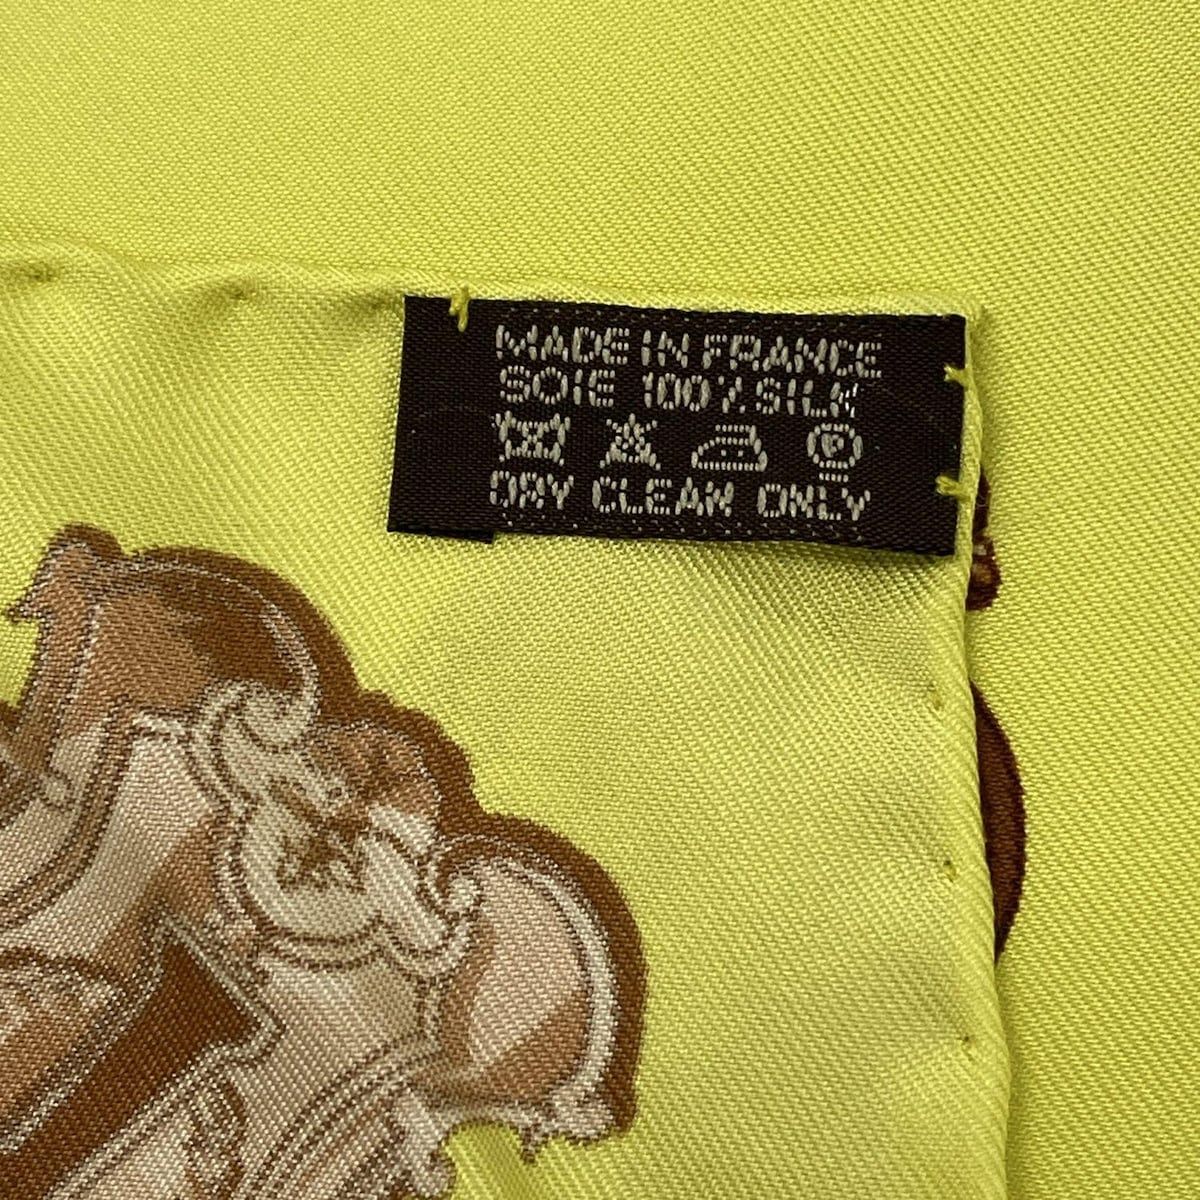 MADE IN FRANCE
SOIE 100% SILK
DRY CLEAN ONLY